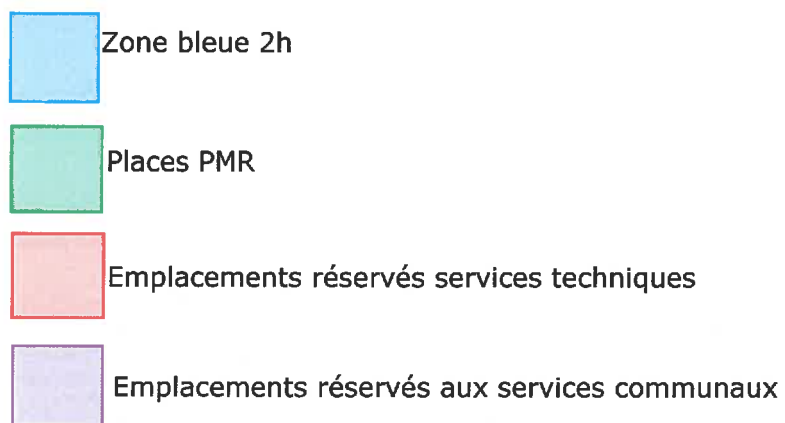 Zone bleue 2h
Places PMR
Emplacements réservés services techniques
Emplacements réservés aux services communaux